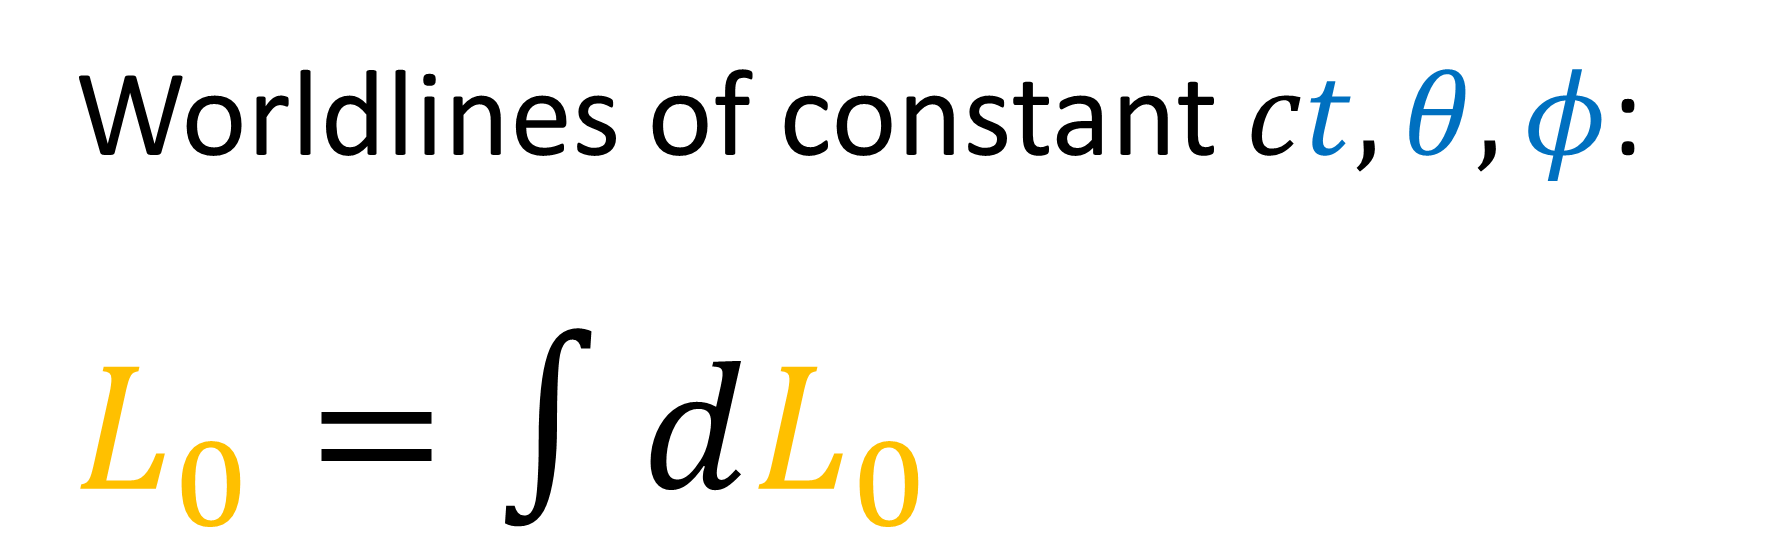 Worldlines of constant ct, θ, ϕ:
L₀ = ∫ dL₀